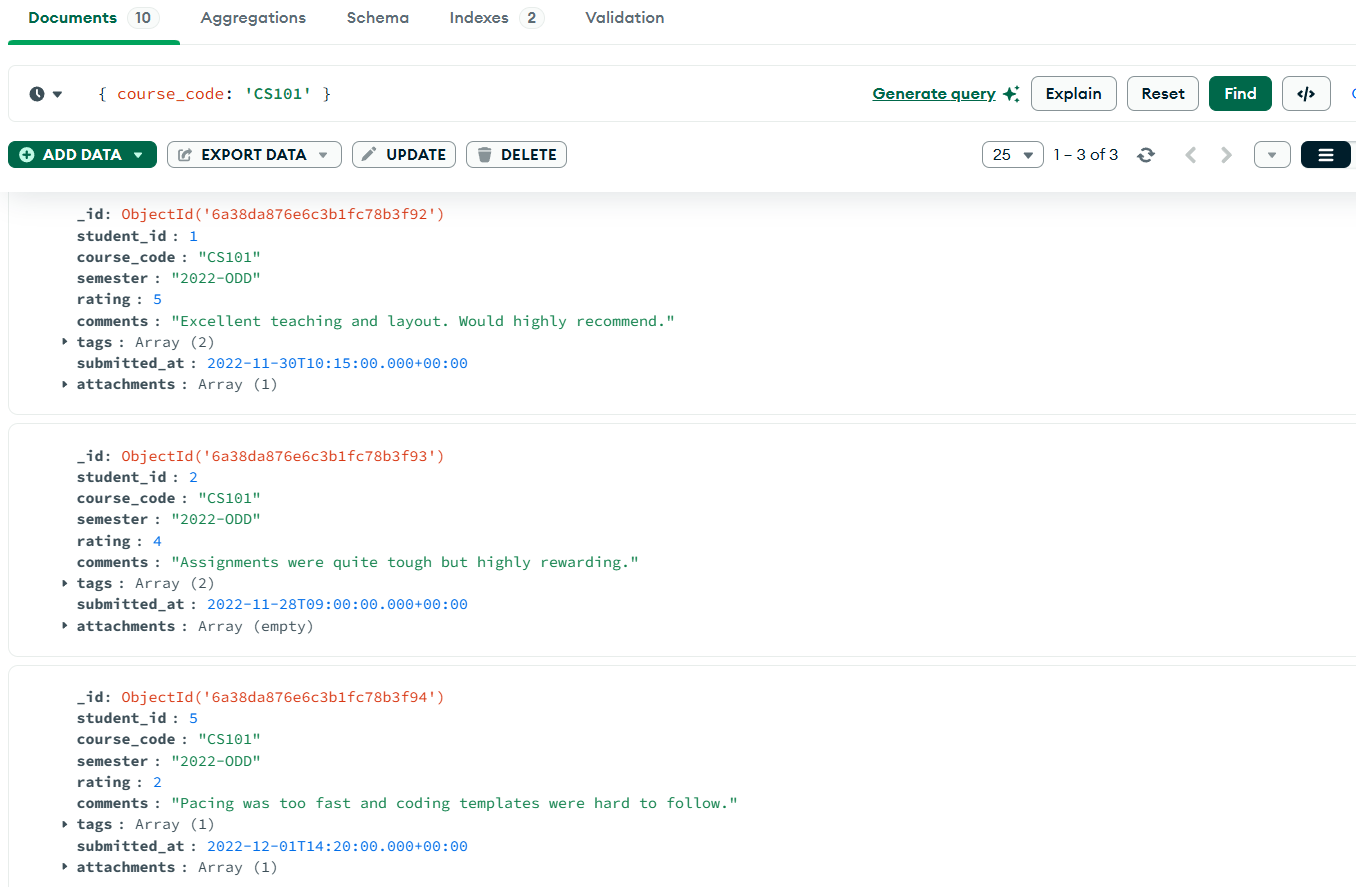 Documents 10 Aggregations Schema Indexes 2 Validation
{ course_code: 'CS101' } Generate query Explain Reset Find </>
ADD DATA EXPORT DATA UPDATE DELETE 25 1 – 3 of 3
_id: ObjectId('6a38da876e6c3b1fc78b3f92')
student_id : 1
course_code : "CS101"
semester : "2022-ODD"
rating : 5
comments : "Excellent teaching and layout. Would highly recommend."
tags : Array (2)
submitted_at : 2022-11-30T10:15:00.000+00:00
attachments : Array (1)
_id: ObjectId('6a38da876e6c3b1fc78b3f93')
student_id : 2
course_code : "CS101"
semester : "2022-ODD"
rating : 4
comments : "Assignments were quite tough but highly rewarding."
tags : Array (2)
submitted_at : 2022-11-28T09:00:00.000+00:00
attachments : Array (empty)
_id: ObjectId('6a38da876e6c3b1fc78b3f94')
student_id : 5
course_code : "CS101"
semester : "2022-ODD"
rating : 2
comments : "Pacing was too fast and coding templates were hard to follow."
tags : Array (1)
submitted_at : 2022-12-01T14:20:00.000+00:00
attachments : Array (1)